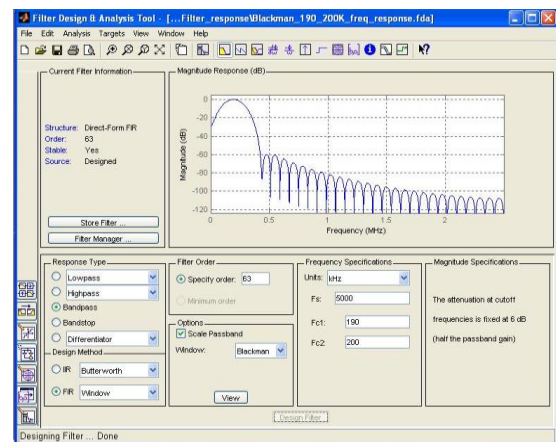 Filter Design & Analysis Tool - [...Filter_response\Blackman_190_200K_freq_response.fda]
File Edit Analysis Targets View Window Help
Current Filter Information
Structure: Direct-Form FIR
Order: 63
Stable: Yes
Source: Designed
Store Filter ...
Filter Manager ...
Magnitude Response (dB)
Magnitude (dB)
0
-20
-40
-60
-80
-100
-120
0 0.5 1 1.5 2
Frequency (MHz)
Response Type
Lowpass
Highpass
Bandpass
Bandstop
Differentiator
Design Method
IIR Butterworth
FIR Window
Filter Order
Specify order: 63
Minimum order
Options
Scale Passband
Window: Blackman
View
Frequency Specifications
Units: kHz
Fs: 5000
Fc1: 190
Fc2: 200
Magnitude Specifications
The attenuation at cutoff
frequencies is fixed at 6 dB
(half the passband gain)
Design Filter
Designing Filter ... Done